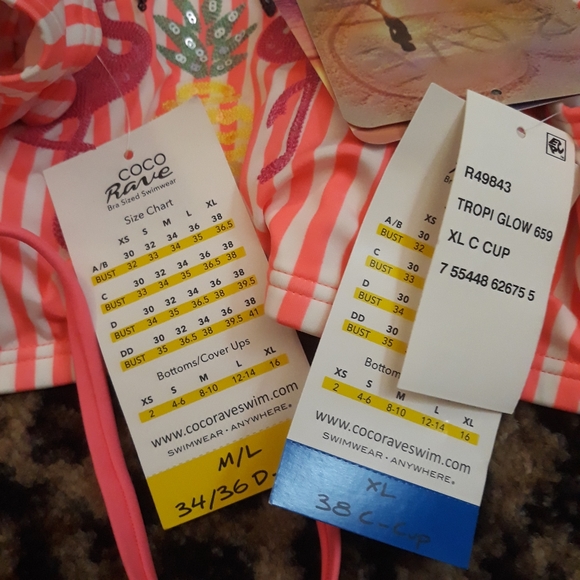 COCO
Rave
Bra Sized Swimwear
Size Chart
XS S M L XL
A/B 30 32 34 36 38
BUST 32 33 34 35 36.5
C 30 32 34 36 38
BUST 33 34 35 36.5 38
D 30 32 34 36 38
BUST 34 35 36.5 38 39.5
DD 30 32 34 36 38
BUST 35 36.5 38 39.5 41
Bottoms/Cover Ups
XS S M L XL
2 4-6 8-10 12-14 16
www.cocoraveswim.com
SWIMWEAR · ANYWHERE®
M/L
34/36 D
XS
A/B 30
BUST 32
C 30
BUST 33
D 30
BUST 34
DD 30
BUST 35
Bottom
XS S M L XL
2 4-6 8-10 12-14 16
www.cocoraveswim.com
SWIMWEAR · ANYWHERE®
XL
38 C-Cup
R49843
TROPI GLOW 659
XL C CUP
7 55448 62675 5